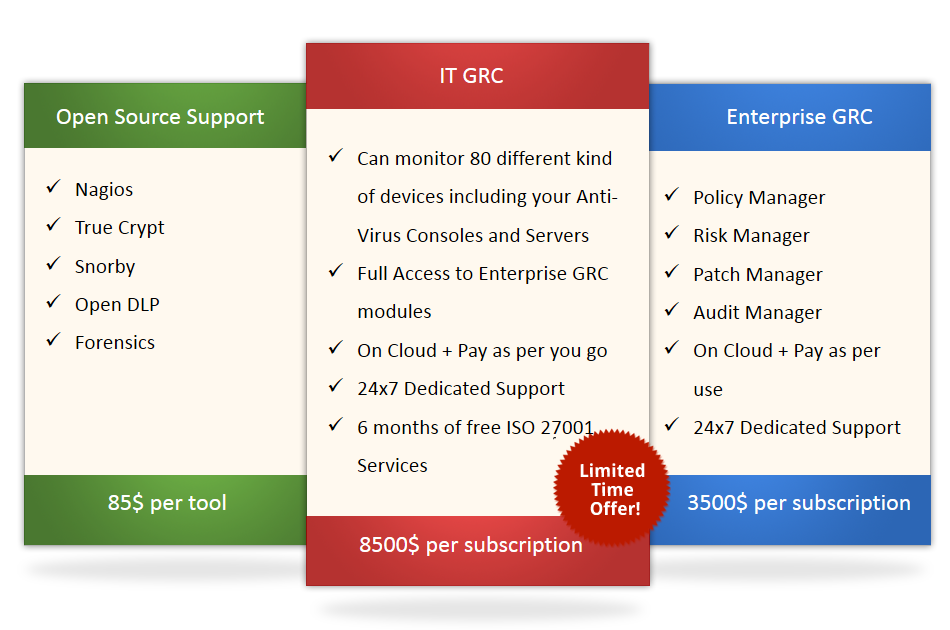 Open Source Support
✓ Nagios
✓ True Crypt
✓ Snorby
✓ Open DLP
✓ Forensics
85$ per tool
IT GRC
✓ Can monitor 80 different kind
of devices including your Anti-
Virus Consoles and Servers
✓ Full Access to Enterprise GRC
modules
✓ On Cloud + Pay as per you go
✓ 24x7 Dedicated Support
✓ 6 months of free ISO 27001
Services
Limited
Time
Offer!
8500$ per subscription
Enterprise GRC
✓ Policy Manager
✓ Risk Manager
✓ Patch Manager
✓ Audit Manager
✓ On Cloud + Pay as per
use
✓ 24x7 Dedicated Support
3500$ per subscription